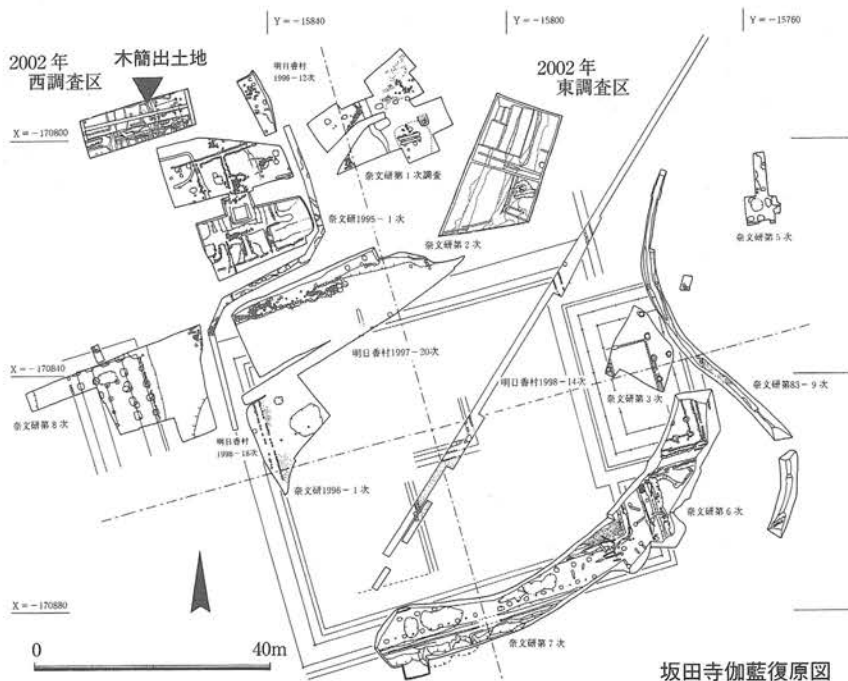 Y=-15840
Y=-15800
Y=-15760
2002年
西調査区
木簡出土地
明日香村
1996-12次
2002年
東調査区
X=-170800
奈文研第1次調査
奈文研1995-1次
奈文研第2次
奈文研第5次
明日香村1997-20次
X=-170840
明日香村1998-14次
奈文研第3次
奈文研第83-9次
奈文研第8次
明日香村
1998-18次
奈文研1996-1次
奈文研第6次
X=-170880
奈文研第7次
0
40m
坂田寺伽藍復原図